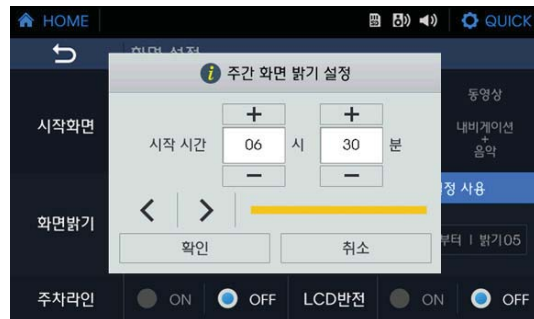 HOME
QUICK
화면 설정
주간 화면 밝기 설정
시작화면
동영상
내비게이션
+
음악
시작 시간
+
06
−
시
+
30
−
분
정 사용
화면밝기
부터 | 밝기05
확인
취소
주차라인
ON
OFF
LCD반전
ON
OFF